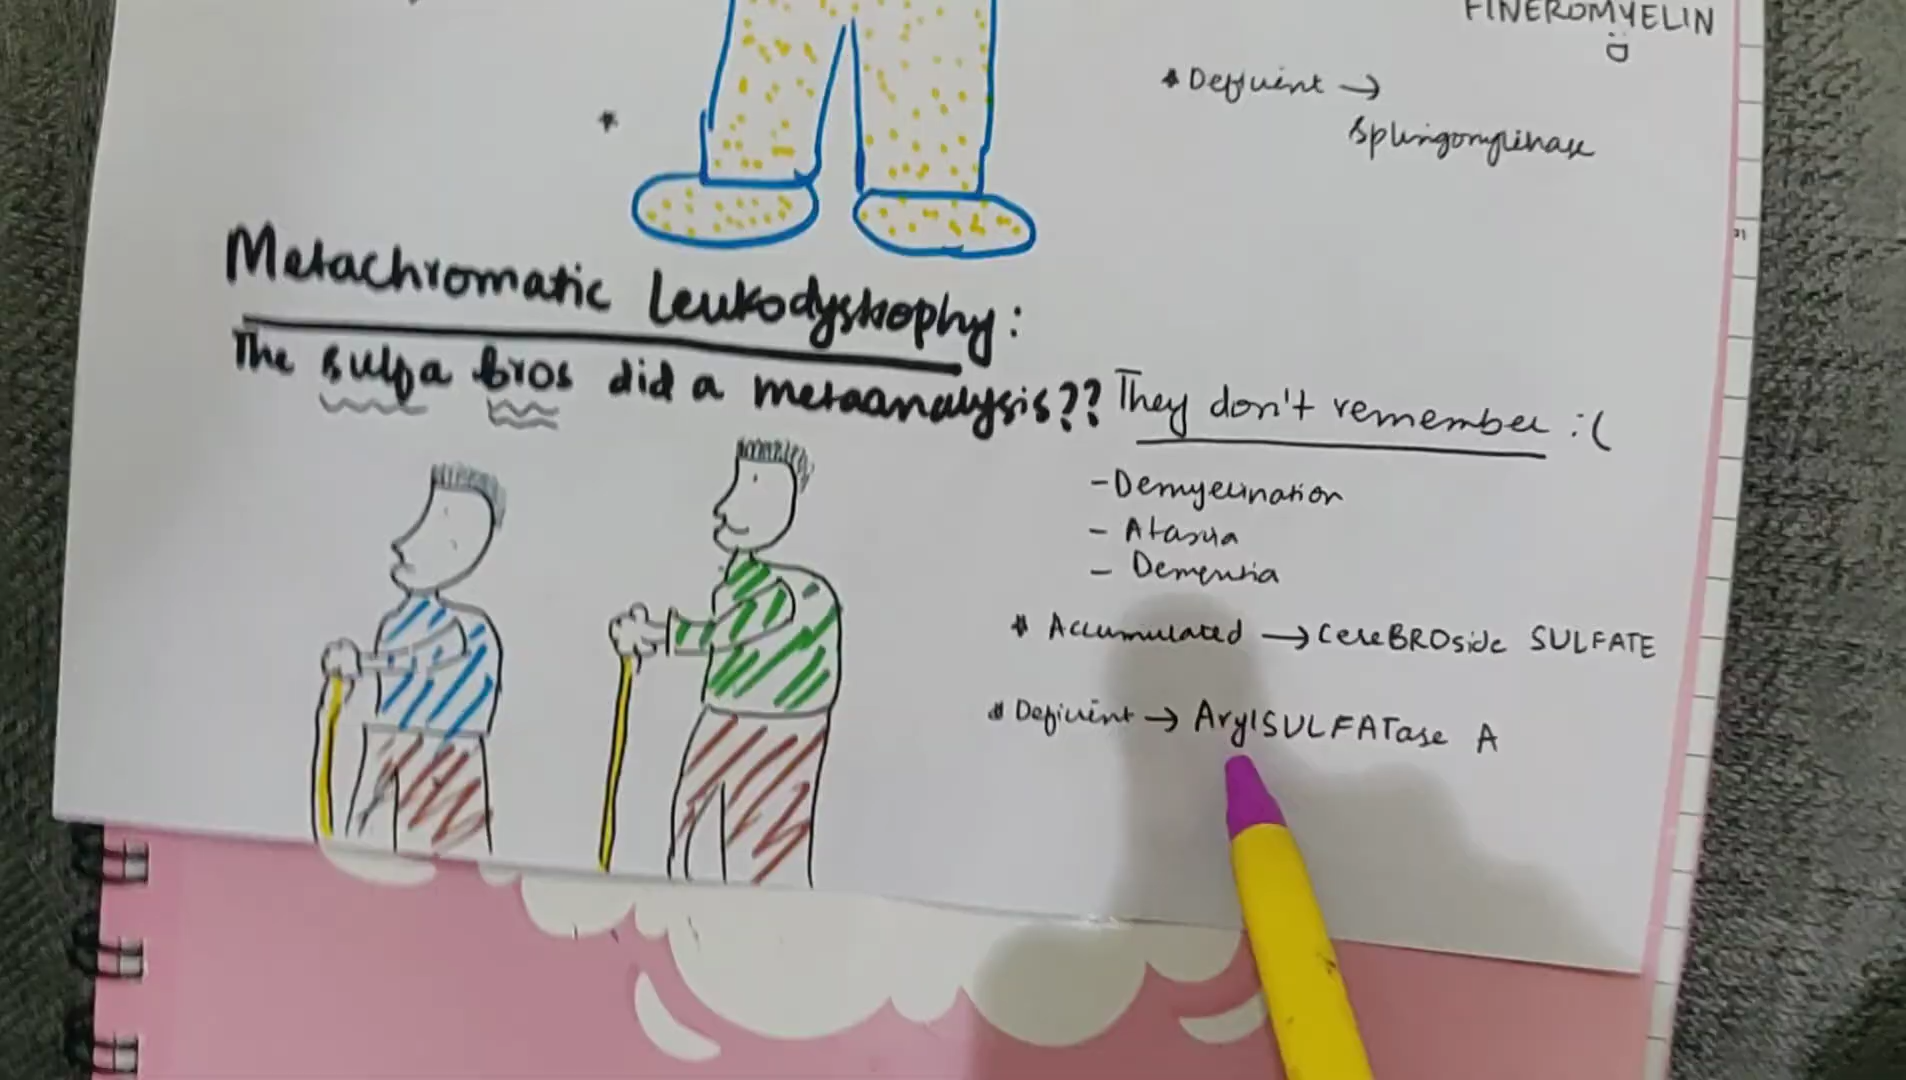 FINEROMYELIN
* Deficient →
Sphingomylinase
*
Metachromatic Leukodystrophy:
The sulfa bros did a metaanalysis?? They don't remember :(
- Demyelination
- Ataxia
- Dementia
* Accumulated → CereBROside SULFATE
* Deficient → ArylSULFATase A